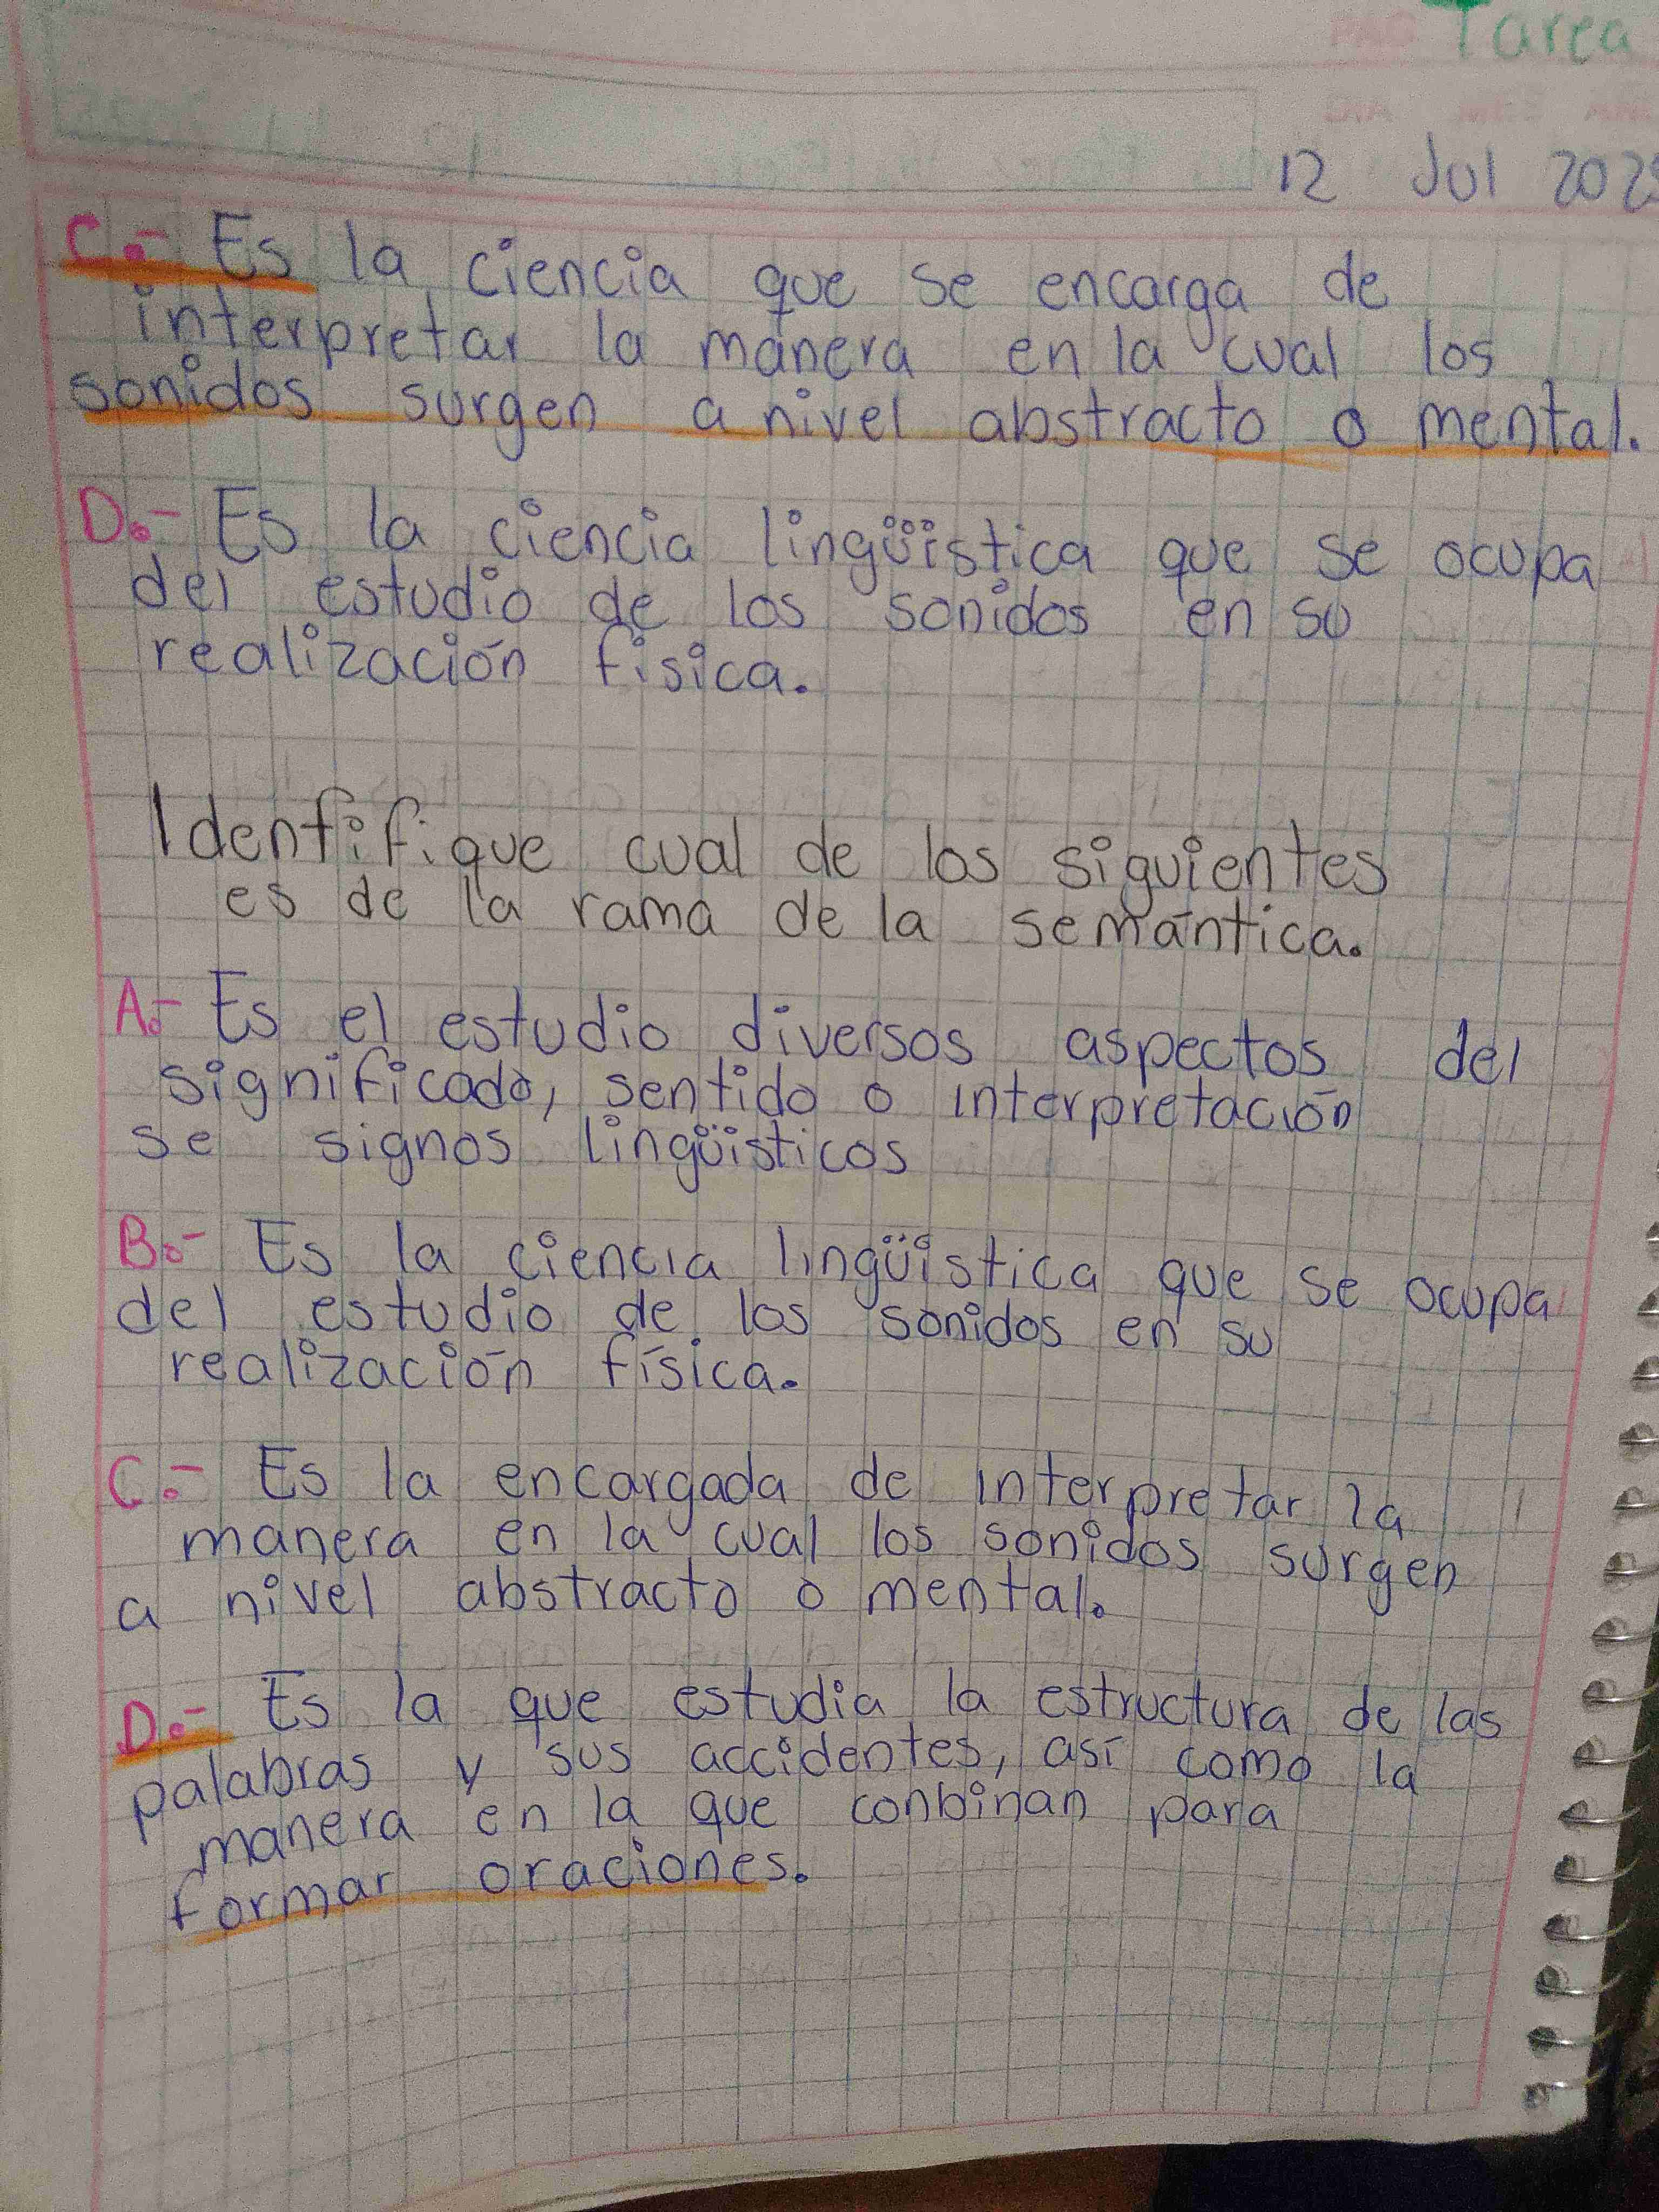 Tarea
12 Jul 202
C.- Es la ciencia que se encarga de
interpretar la manera en la cual los
sonidos surgen a nivel abstracto o mental.
D.- Es la ciencia lingüística que se ocupa
del estudio de los sonidos en su
realización física.
Identifique cual de los siguientes
es de la rama de la semántica.
A.- Es el estudio diversos aspectos del
significado, sentido o interpretación
se signos lingüísticos
B.- Es la ciencia lingüística que se ocupa
del estudio de los sonidos en su
realización física.
C.- Es la encargada de interpretar la
manera en la cual los sonidos surgen
a nivel abstracto o mental.
D.- Es la que estudia la estructura de las
palabras y sus accidentes, así como la
manera en la que conbinan para
formar oraciones.